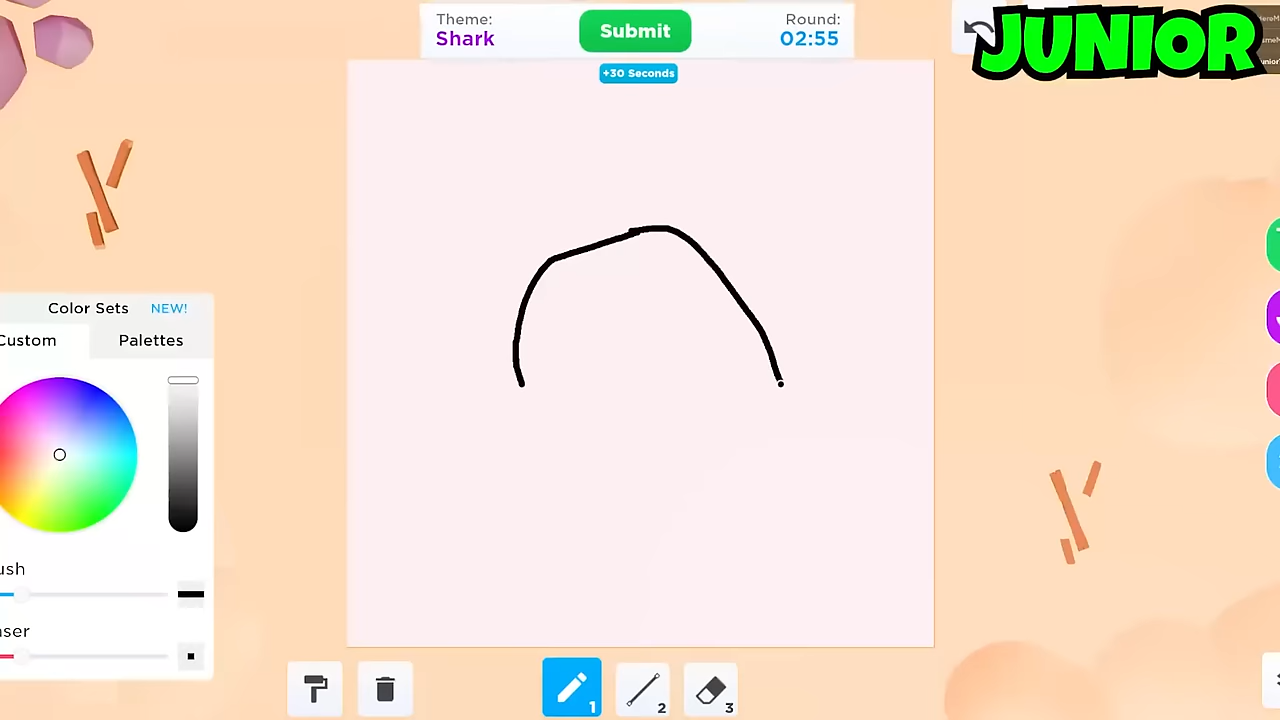 Theme:
Shark
Submit
Round:
02:55
+30 Seconds
JUNIOR
Color Sets NEW!
Custom Palettes
ush
aser
1
2
3